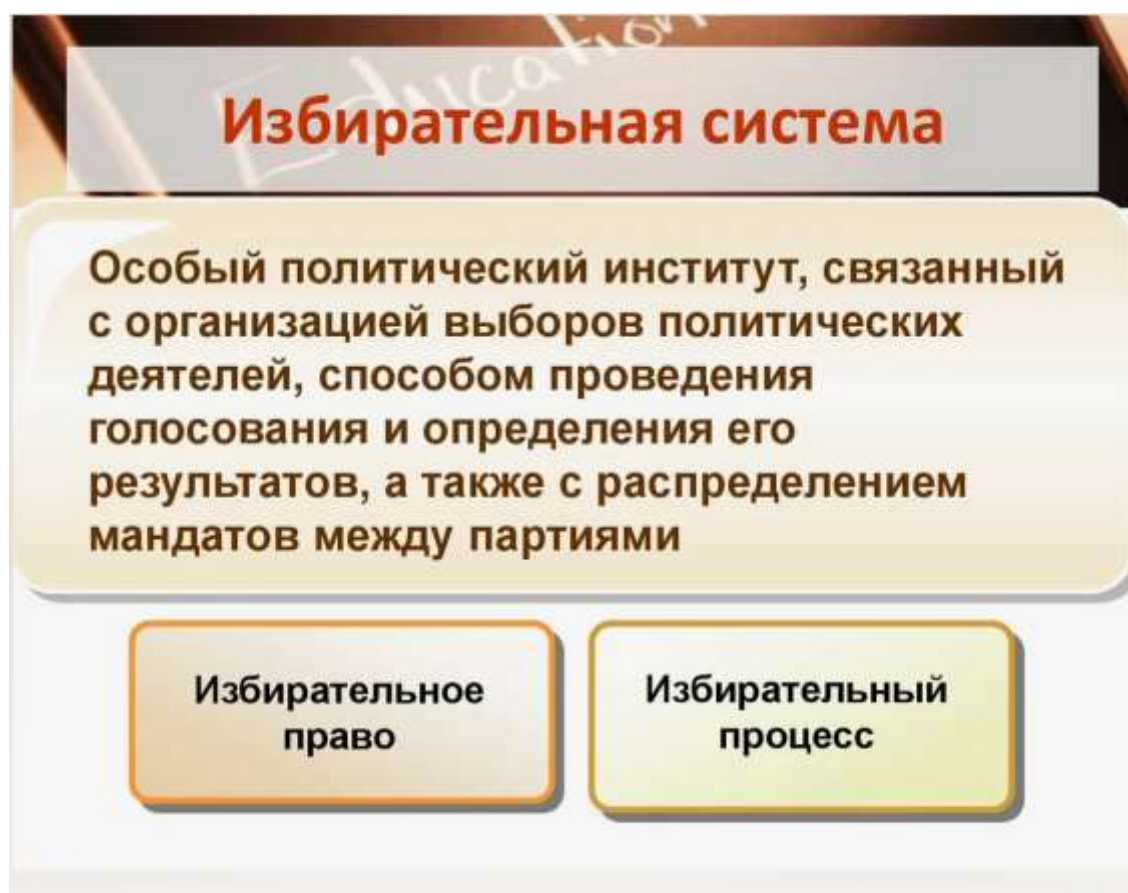 Education
Избирательная система
Особый политический институт, связанный
с организацией выборов политических
деятелей, способом проведения
голосования и определения его
результатов, а также с распределением
мандатов между партиями
Избирательное
право
Избирательный
процесс